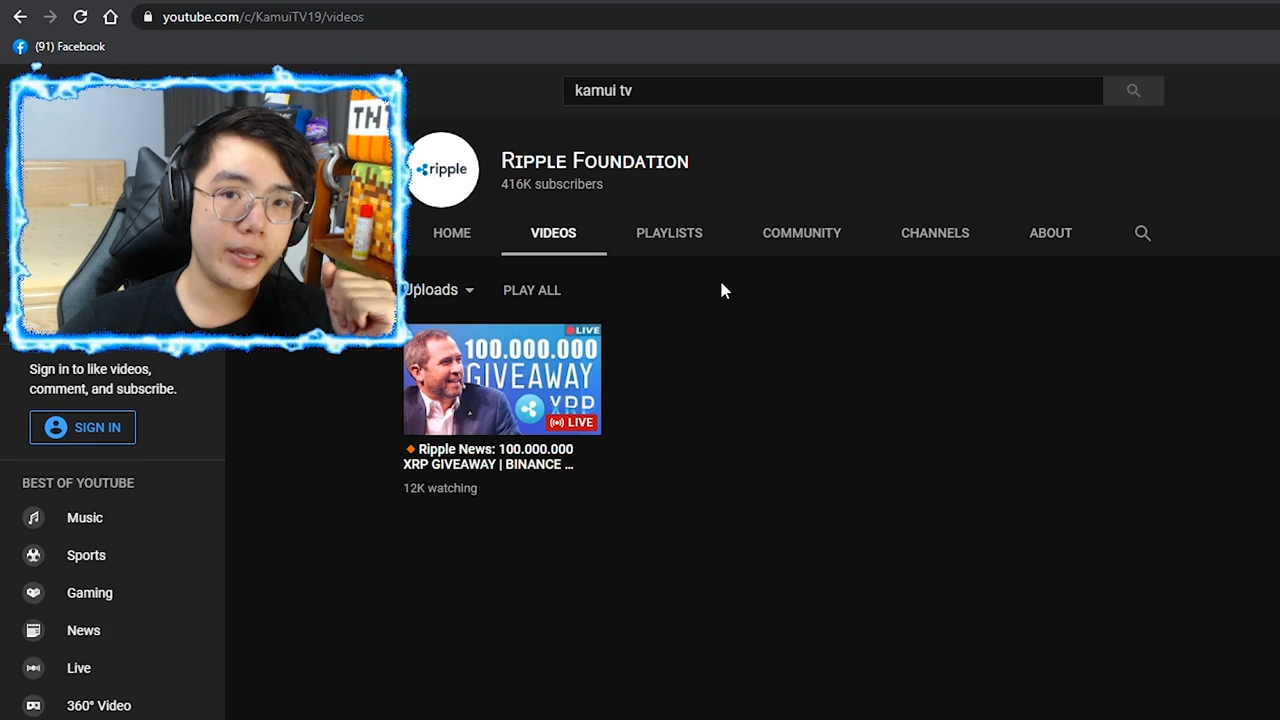 youtube.com/c/KamuiTV19/videos
(91) Facebook
kamui tv
TNT
ripple
Ripple Foundation
416K subscribers
HOME VIDEOS PLAYLISTS COMMUNITY CHANNELS ABOUT
Uploads PLAY ALL
LIVE
100.000.000
GIVEAWAY
XRP
LIVE
Ripple News: 100.000.000
XRP GIVEAWAY | BINANCE ...
12K watching
Sign in to like videos,
comment, and subscribe.
SIGN IN
BEST OF YOUTUBE
Music
Sports
Gaming
News
Live
360° Video